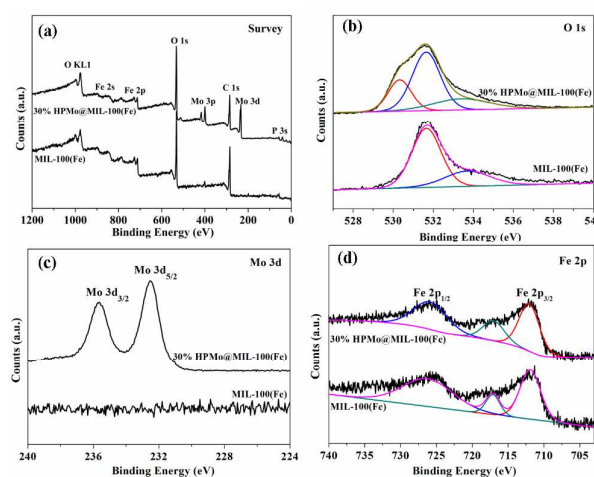 (a)
Survey
O 1s
O KL1
Fe 2s
Fe 2p
Mo 3p
C 1s
Mo 3d
30% HPMo@MIL-100(Fe)
P 3s
MIL-100(Fe)
Counts (a.u.)
1200 1000 800 600 400 200 0
Binding Energy (eV)
(b)
O 1s
30% HPMo@MIL-100(Fe)
MIL-100(Fe)
Counts (a.u.)
528 530 532 534 536 538 54
Binding Energy (eV)
(c)
Mo 3d
Mo 3d5/2
Mo 3d3/2
30% HPMo@MIL-100(Fe)
MIL-100(Fe)
Counts (a.u.)
240 236 232 228 224
Binding Energy (eV)
(d)
Fe 2p
Fe 2p1/2
Fe 2p3/2
30% HPMo@MIL-100(Fe)
MIL-100(Fe)
Counts (a.u.)
740 735 730 725 720 715 710 705
Binding Energy (eV)